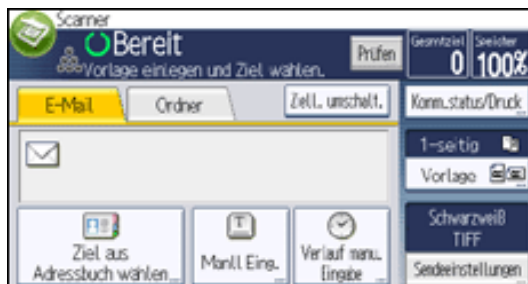 Scanner
Bereit
Vorlage einlegen und Ziel wählen.
Prüfen
Gesamtziel
0
Speicher
100%
E-Mail
Ordner
Zell. umschalt.
Komm.status/Druck
1-seitig
Vorlage
Ziel aus
Adressbuch wählen
Manll Eing.
Verlauf manu.
Eingabe
Schwarzweiß
TIFF
Sendeeinstellungen